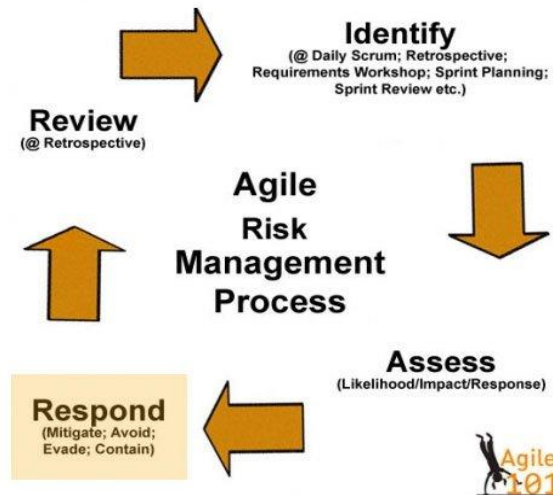 Identify
(@ Daily Scrum; Retrospective;
Requirements Workshop; Sprint Planning;
Sprint Review etc.)
Review
(@ Retrospective)
Agile
Risk
Management
Process
Assess
(Likelihood/Impact/Response)
Respond
(Mitigate; Avoid;
Evade; Contain)
Agile
101